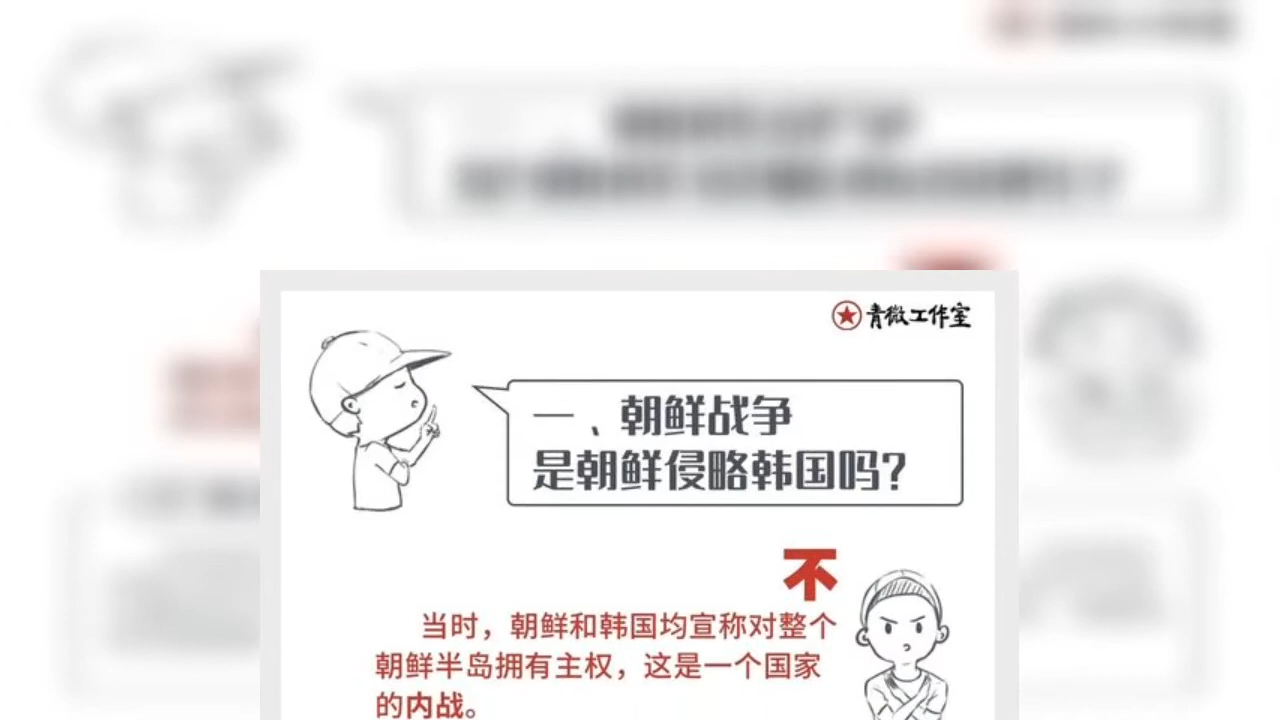 青微工作室
一、朝鲜战争
是朝鲜侵略韩国吗？
不
当时，朝鲜和韩国均宣称对整个
朝鲜半岛拥有主权，这是一个国家
的内战。